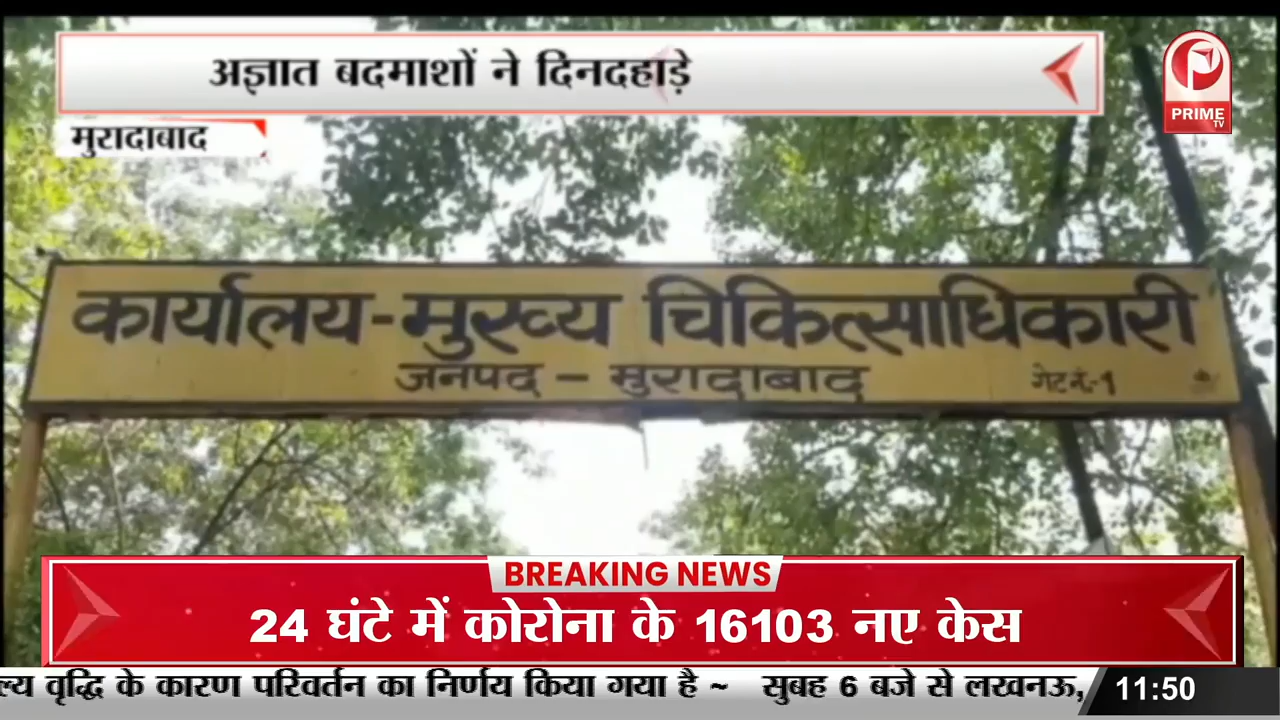 अज्ञात बदमाशों ने दिनदहाड़े
PRIME
TV
मुरादाबाद
कार्यालय-मुख्य चिकित्साधिकारी
जनपद - मुरादाबाद
गेट नं.-1
BREAKING NEWS
24 घंटे में कोरोना के 16103 नए केस
ल्य वृद्धि के कारण परिवर्तन का निर्णय किया गया है ~ सुबह 6 बजे से लखनऊ,
11:50